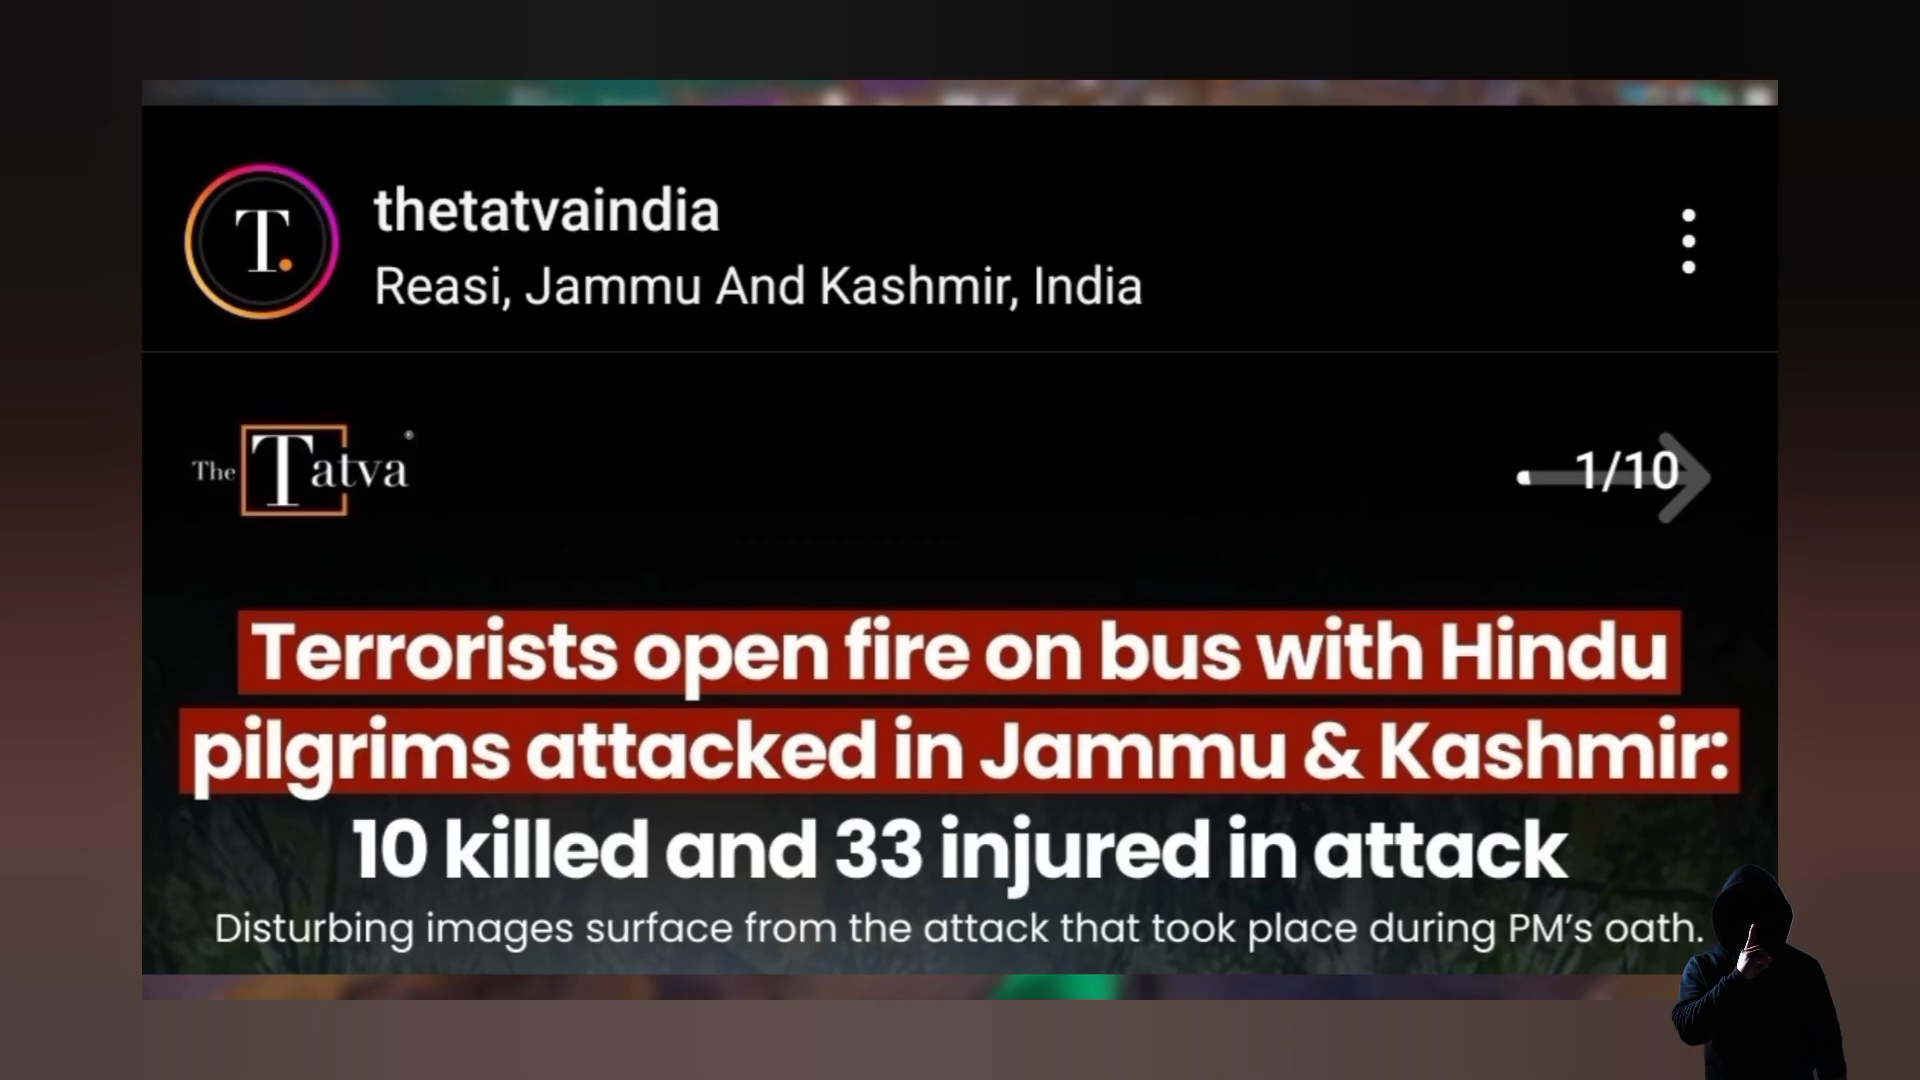 thetatvaindia
Reasi, Jammu And Kashmir, India
T.
The Tatva®
1/10
Terrorists open fire on bus with Hindu
pilgrims attacked in Jammu & Kashmir:
10 killed and 33 injured in attack
Disturbing images surface from the attack that took place during PM’s oath.